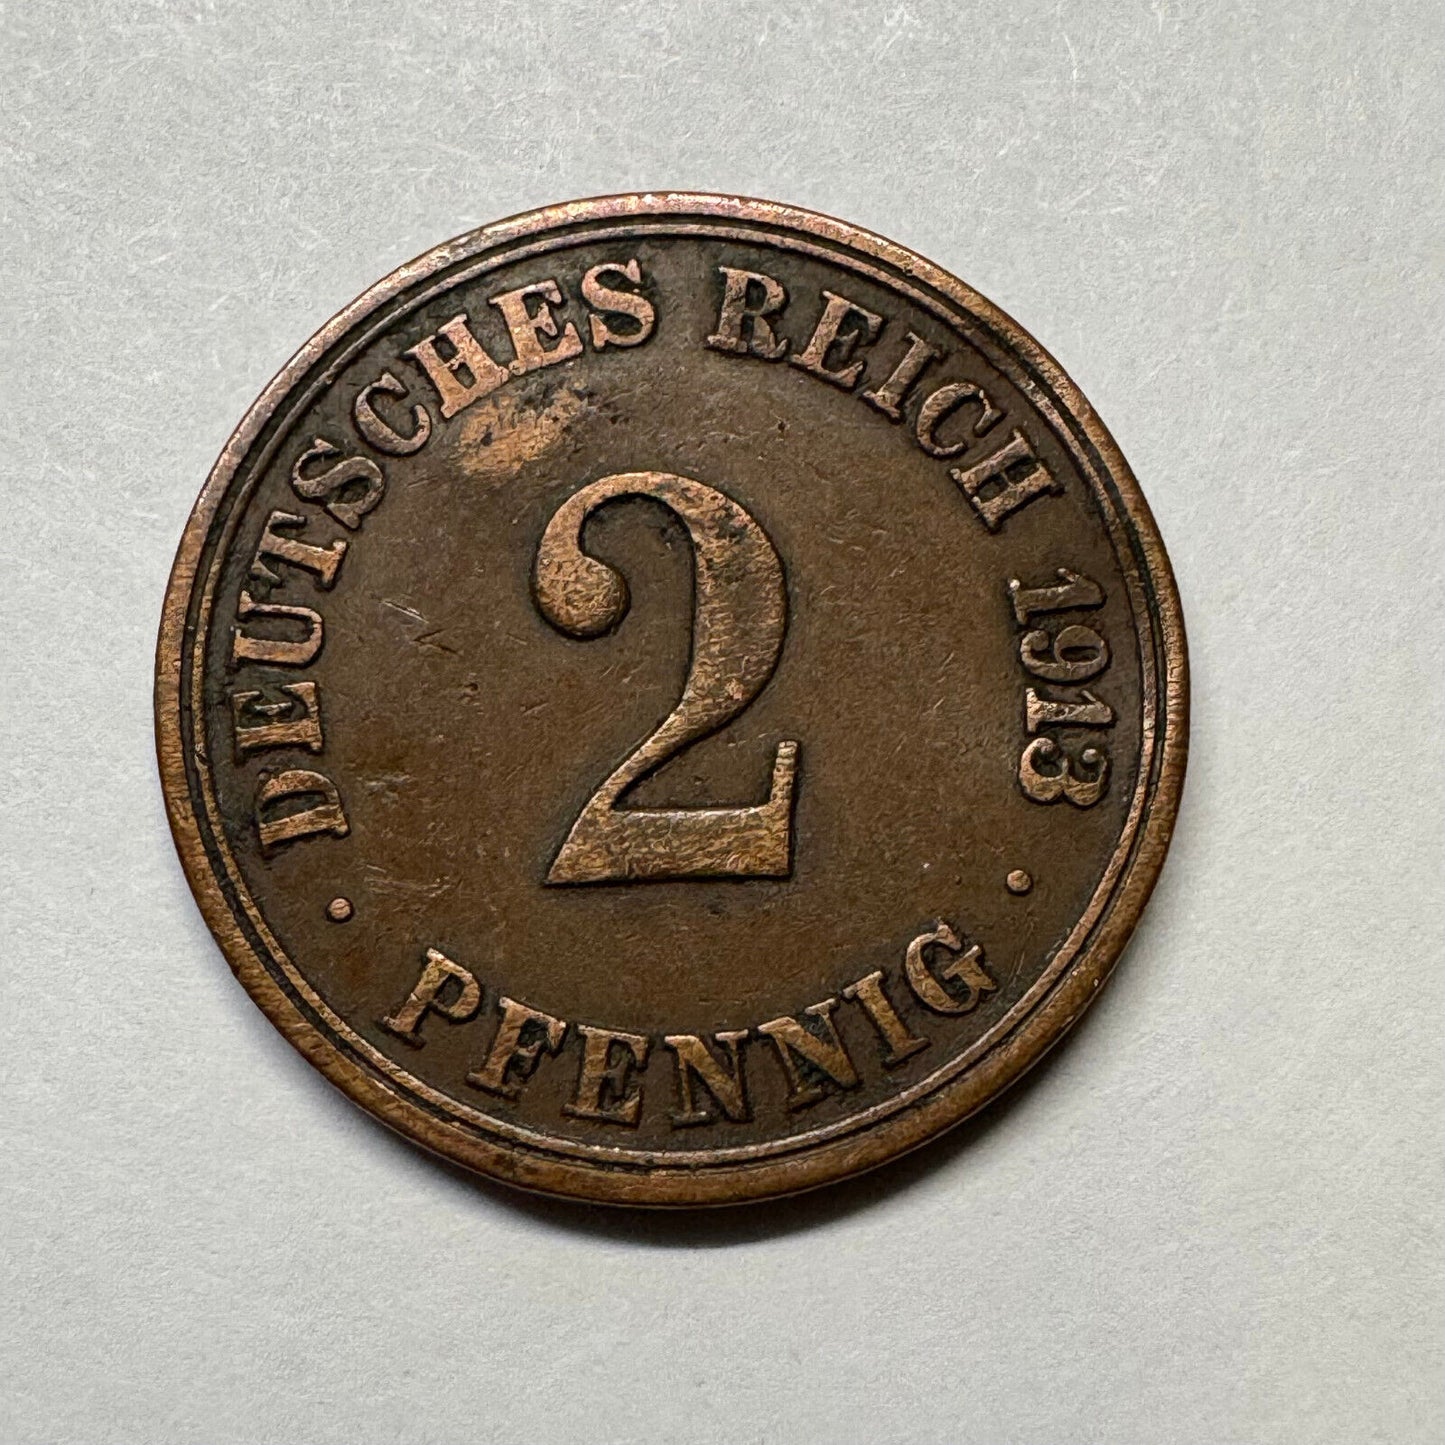 DEUTSCHES REICH 1913
2
· PFENNIG ·